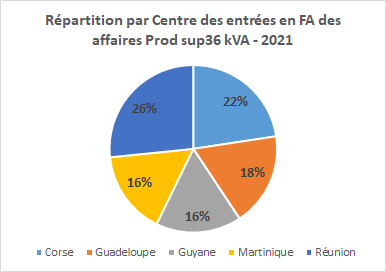 Répartition par Centre des entrées en FA des
affaires Prod sup36 kVA - 2021
22%
18%
16%
16%
26%
Corse Guadeloupe Guyane Martinique Réunion